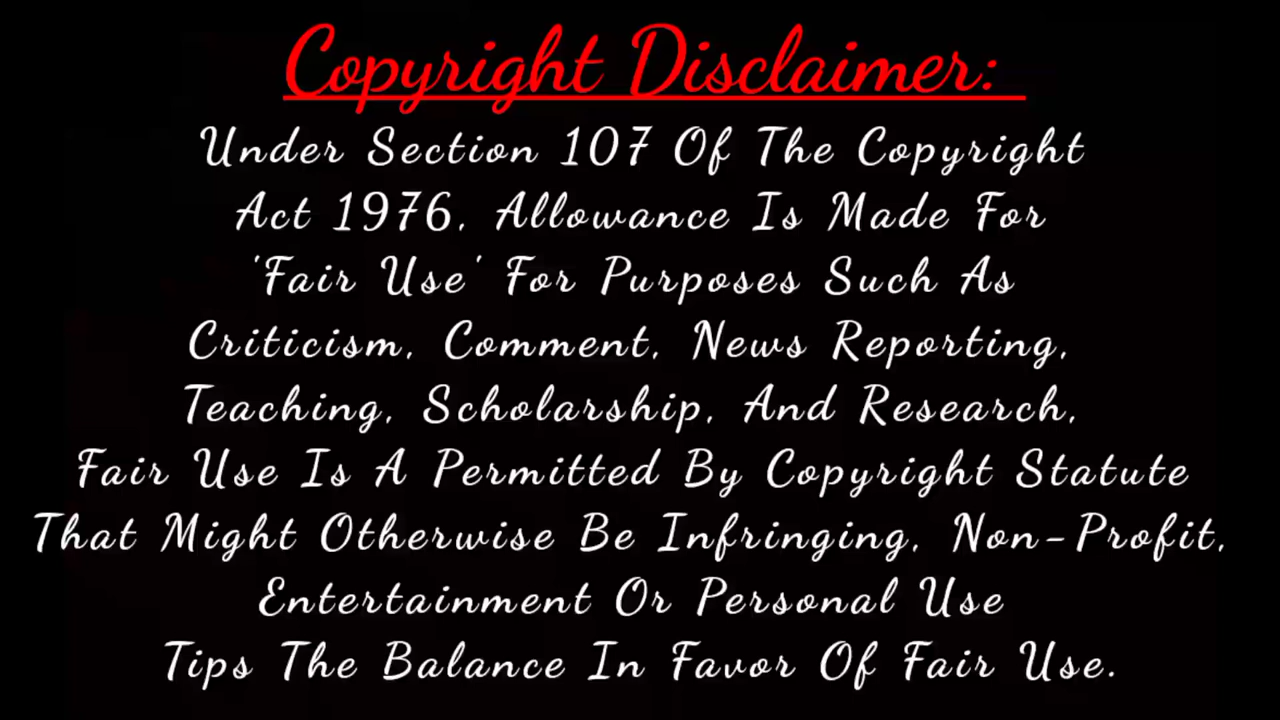 Copyright Disclaimer:
Under Section 107 Of The Copyright
Act 1976, Allowance Is Made For
'Fair Use' For Purposes Such As
Criticism, Comment, News Reporting,
Teaching, Scholarship, And Research,
Fair Use Is A Permitted By Copyright Statute
That Might Otherwise Be Infringing, Non-Profit,
Entertainment Or Personal Use
Tips The Balance In Favor Of Fair Use.